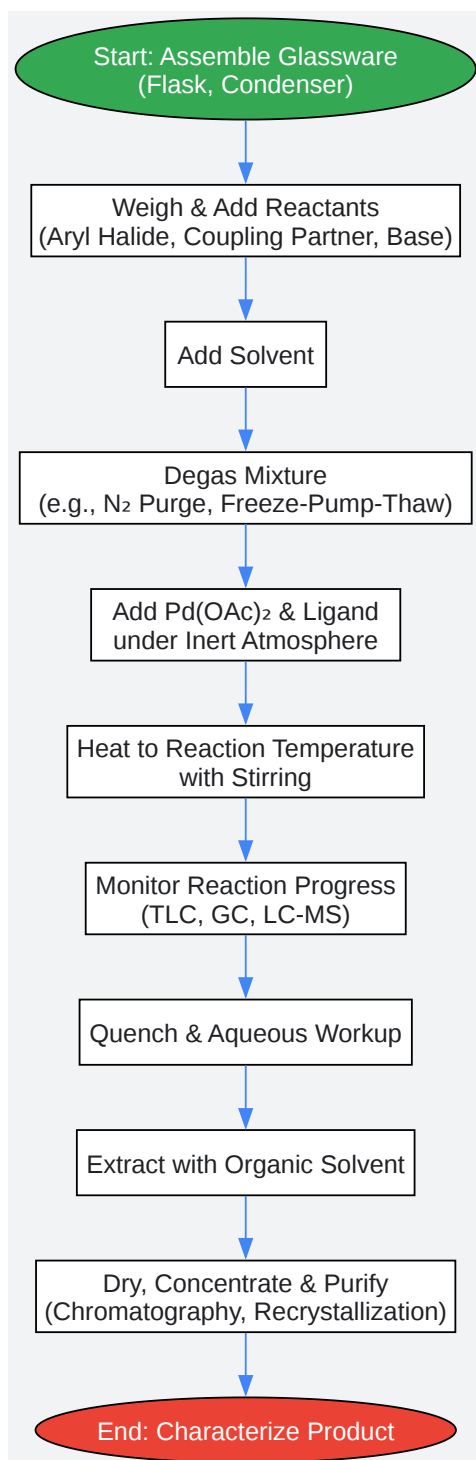 Start: Assemble Glassware
(Flask, Condenser)
Weigh & Add Reactants
(Aryl Halide, Coupling Partner, Base)
Add Solvent
Degas Mixture
(e.g., N₂ Purge, Freeze-Pump-Thaw)
Add Pd(OAc)₂ & Ligand
under Inert Atmosphere
Heat to Reaction Temperature
with Stirring
Monitor Reaction Progress
(TLC, GC, LC-MS)
Quench & Aqueous Workup
Extract with Organic Solvent
Dry, Concentrate & Purify
(Chromatography, Recrystallization)
End: Characterize Product